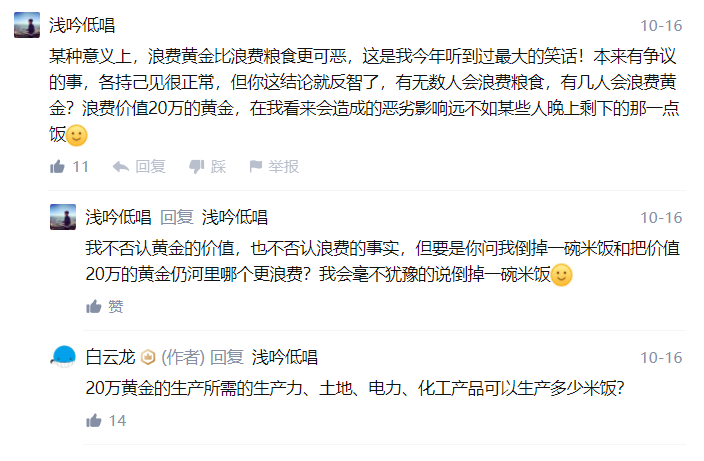 浅吟低唱 10-16
某种意义上，浪费黄金比浪费粮食更可恶，这是我今年听到过最大的笑话！本来有争议
的事，各持己见很正常，但你这结论就反智了，有无数人会浪费粮食，有几人会浪费黄
金？浪费价值20万的黄金，在我看来会造成的恶劣影响远不如某些人晚上剩下的那一点
饭🙂
11 回复 踩 举报
浅吟低唱 回复 浅吟低唱 10-16
我不否认黄金的价值，也不否认浪费的事实，但要是你问我倒掉一碗米饭和把价值
20万的黄金仍河里哪个更浪费？我会毫不犹豫的说倒掉一碗米饭🙂
赞
白云龙 (作者) 回复 浅吟低唱 10-16
20万黄金的生产所需的生产力、土地、电力、化工产品可以生产多少米饭？
14